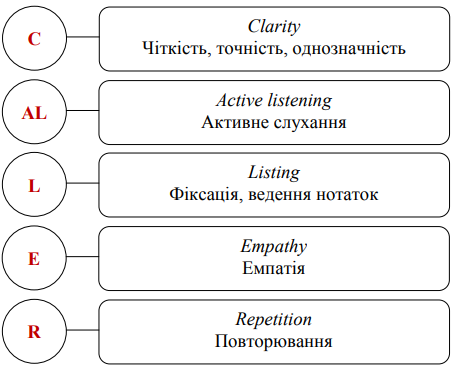 C
Clarity
Чіткість, точність, однозначність
AL
Active listening
Активне слухання
L
Listing
Фіксація, ведення нотаток
E
Empathy
Емпатія
R
Repetition
Повторювання